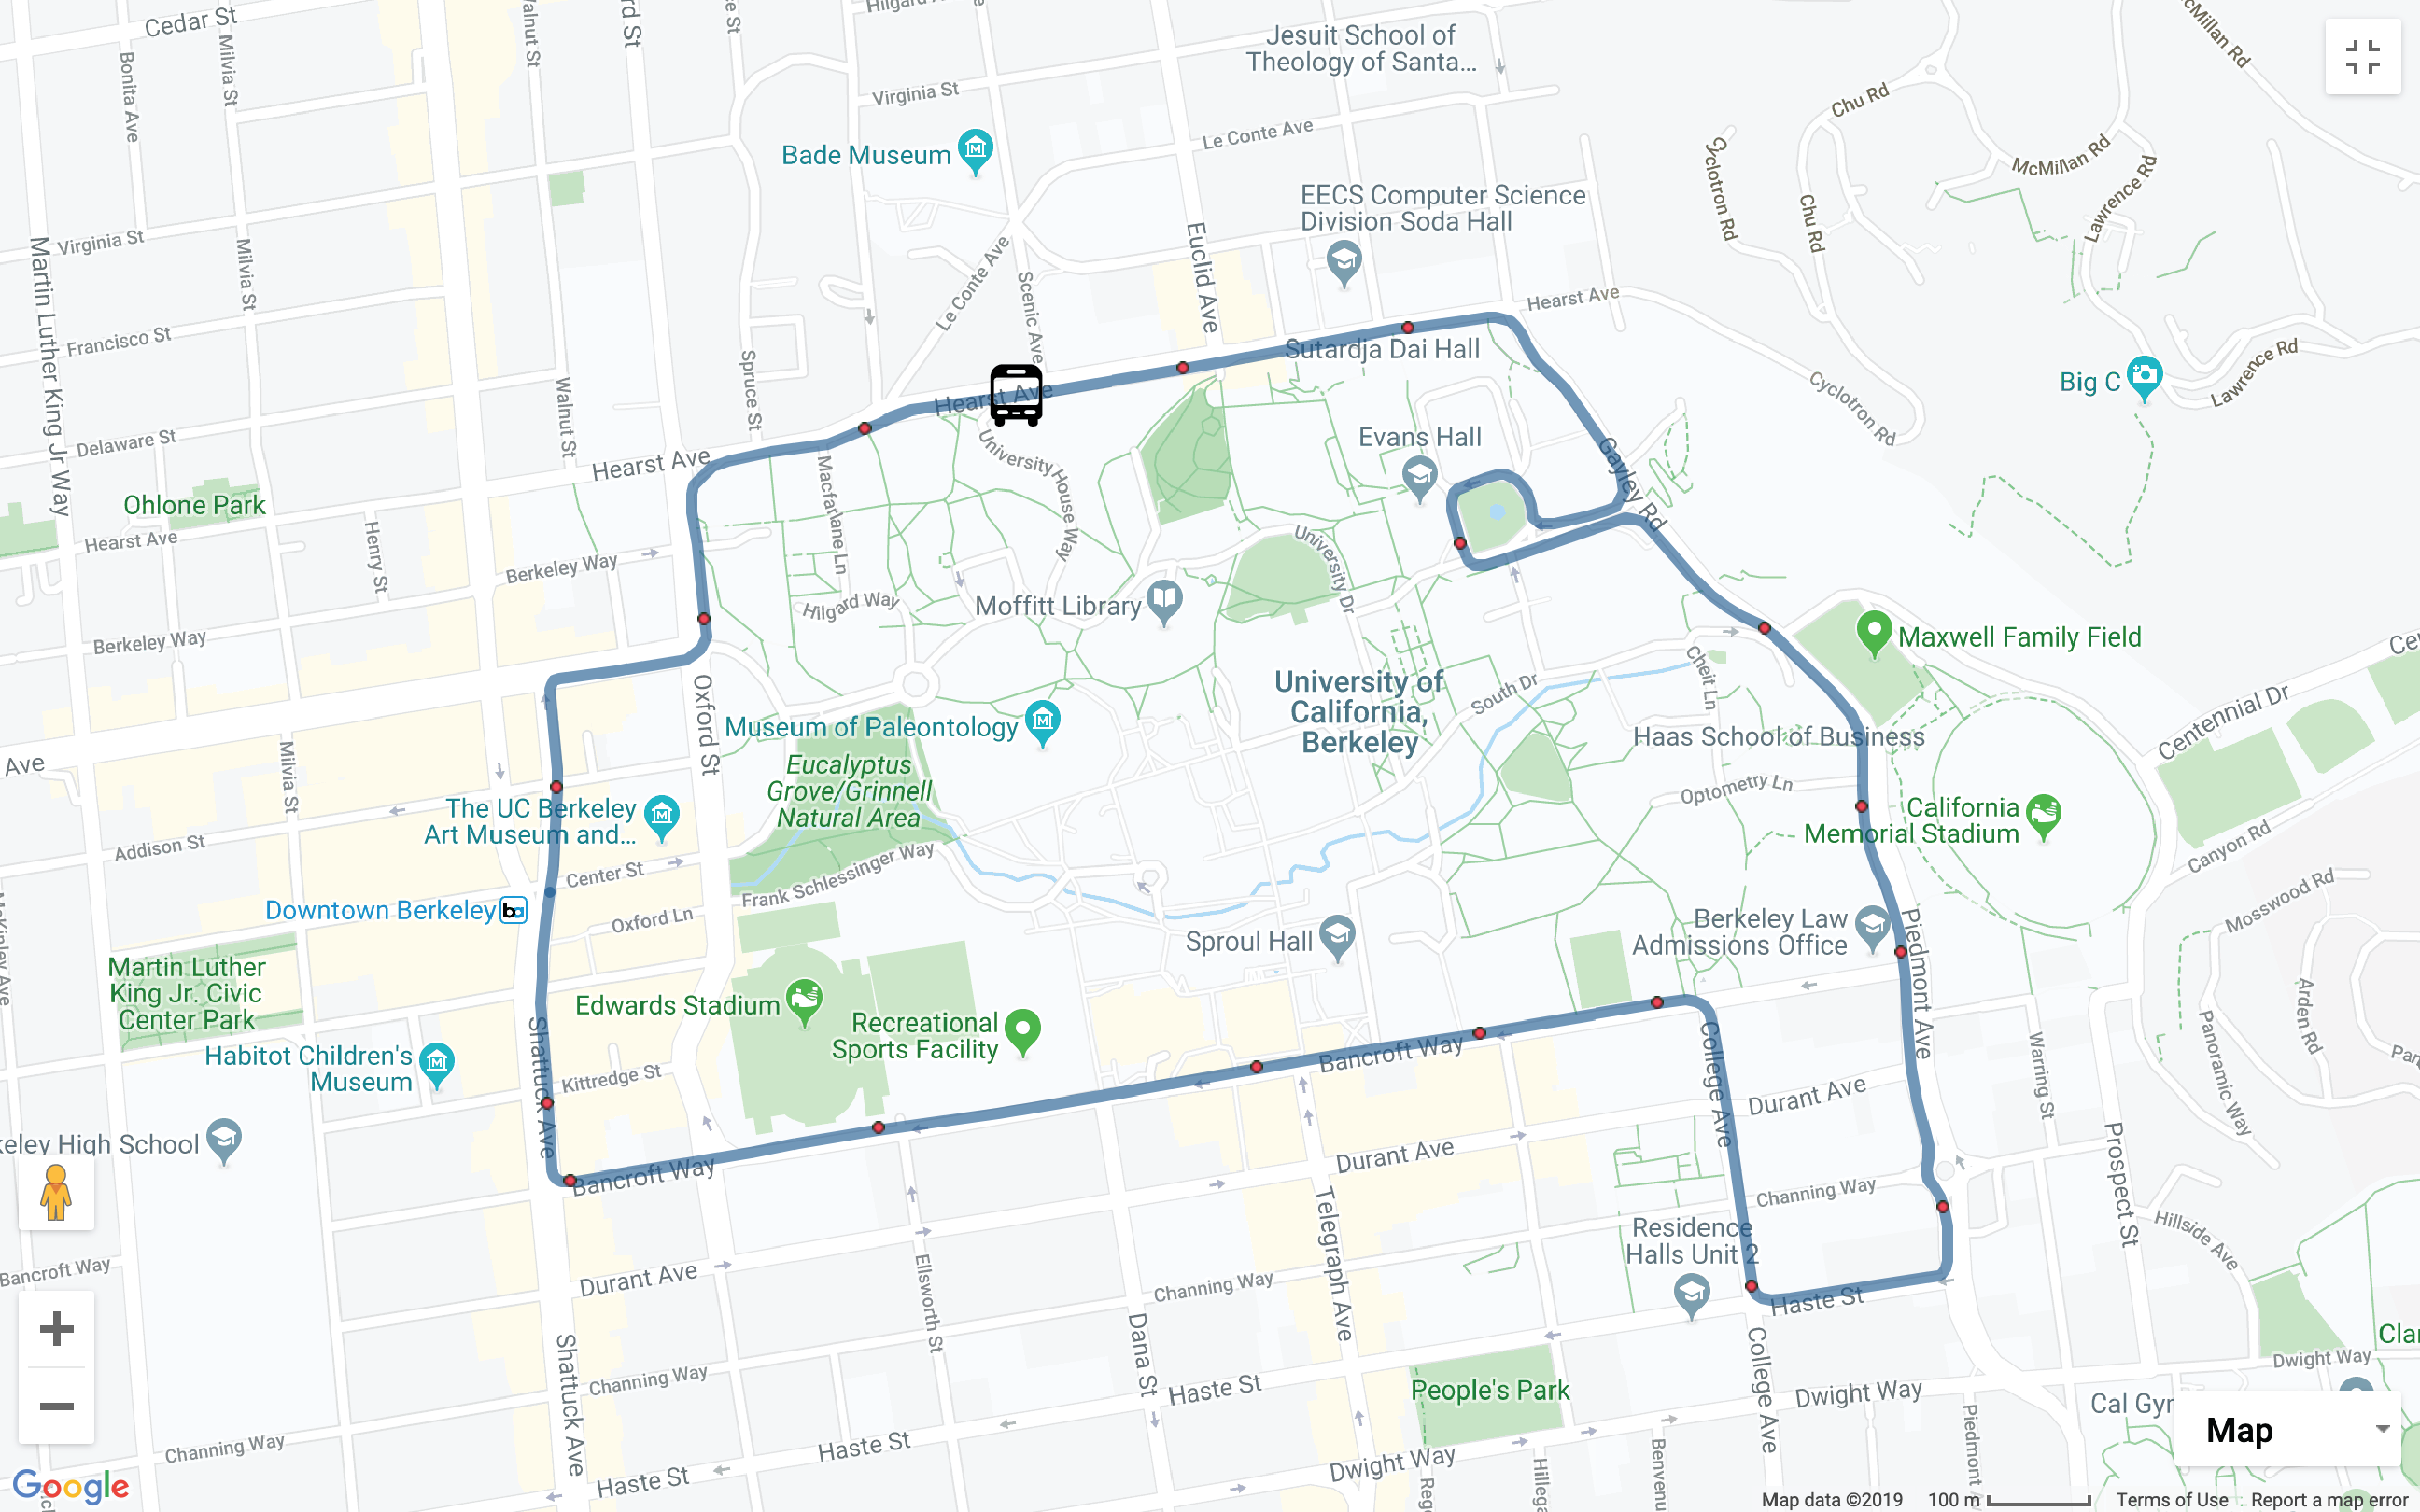 Cedar St
Bonita Ave
Milvia St
Walnut St
Hilgard
Virginia St
Jesuit School of
Theology of Santa...
McMillan Rd
Chu Rd
Le Conte Ave
Bade Museum
Cyclotron Rd
McMillan Rd
Lawrence Rd
EECS Computer Science
Division Soda Hall
Chu Rd
Virginia St
Milvia St
Martin Luther King Jr Way
Euclid Ave
Le Conte Ave
Scenic Ave
Hearst Ave
Francisco St
Sutardja Dai Hall
Spruce St
Walnut St
Hearst Ave
Cyclotron Rd
Big C
Lawrence Rd
Delaware St
Hearst Ave
Evans Hall
Gayley Rd
University House Way
Macfarlane Ln
Ohlone Park
Hearst Ave
Henry St
Berkeley Way
University Dr
Hilgard Way
Moffitt Library
Berkeley Way
Maxwell Family Field
Cheit Ln
South Dr
University of
California,
Berkeley
Oxford St
Museum of Paleontology
Centennial Dr
Haas School of Business
Ave
Milvia St
Eucalyptus
Grove/Grinnell
Natural Area
Optometry Ln
The UC Berkeley
Art Museum and...
California
Memorial Stadium
Addison St
Canyon Rd
Center St
Frank Schlessinger Way
Mosswood Rd
Downtown Berkeley
Oxford Ln
Sproul Hall
Berkeley Law
Admissions Office
Piedmont Ave
McKinley Ave
Martin Luther
King Jr. Civic
Center Park
Edwards Stadium
Recreational
Sports Facility
Arden Rd
Panoramic Way
Habitot Children's
Museum
Shattuck Ave
Kittredge St
Bancroft Way
College Ave
Durant Ave
Warring St
keley High School
Bancroft Way
Durant Ave
Prospect St
Channing Way
Telegraph Ave
Residence
Halls Unit 2
Hillside Ave
Bancroft Way
Durant Ave
Ellsworth St
Channing Way
Haste St
Dana St
Shattuck Ave
College Ave
Channing Way
Haste St
People's Park
Dwight Way
Dwight Way
Cal Gyr
Channing Way
Haste St
Haste St
Dwight Way
Piedmont
Map
Google
Map data ©2019
100 m
Terms of Use
Report a map error